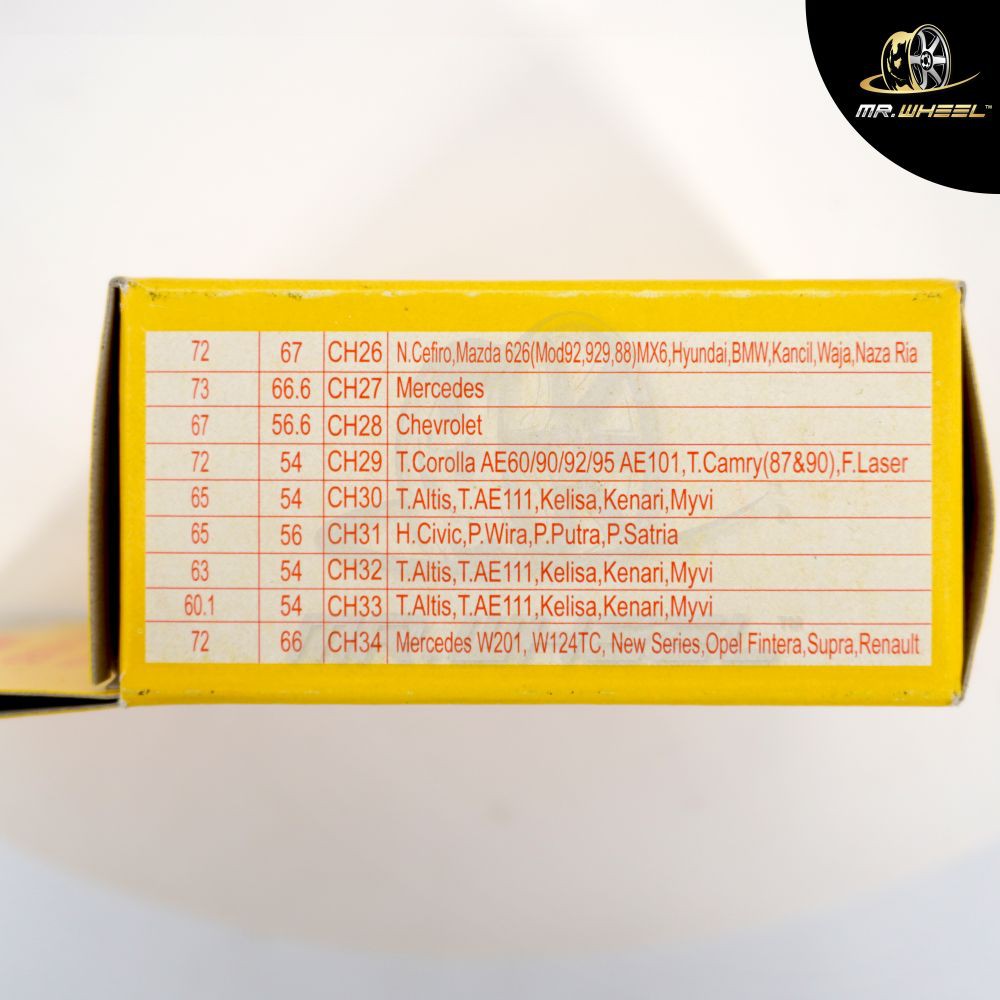 MR.WHEEL™
72 67 CH26 N.Cefiro,Mazda 626(Mod92,929,88)MX6,Hyundai,BMW,Kancil,Waja,Naza Ria
73 66.6 CH27 Mercedes
67 56.6 CH28 Chevrolet
72 54 CH29 T.Corolla AE60/90/92/95 AE101,T.Camry(87&90),F.Laser
65 54 CH30 T.Altis,T.AE111,Kelisa,Kenari,Myvi
65 56 CH31 H.Civic,P.Wira,P.Putra,P.Satria
63 54 CH32 T.Altis,T.AE111,Kelisa,Kenari,Myvi
60.1 54 CH33 T.Altis,T.AE111,Kelisa,Kenari,Myvi
72 66 CH34 Mercedes W201, W124TC, New Series,Opel Fintera,Supra,Renault